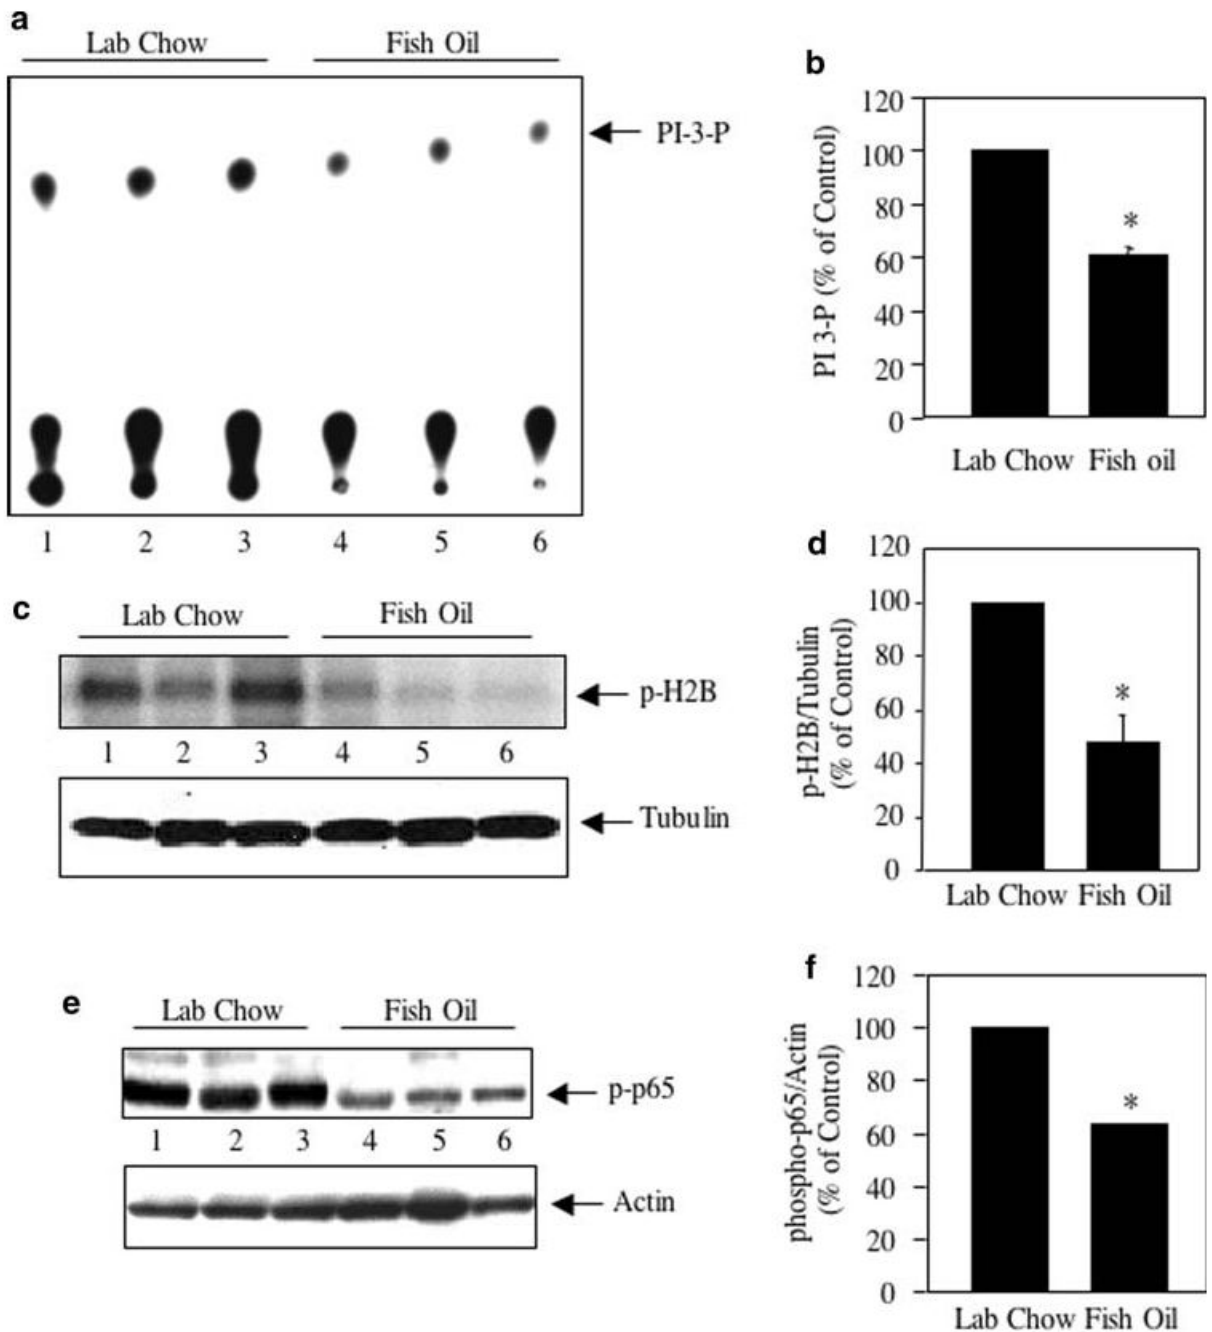 a
Lab Chow Fish Oil
PI-3-P
1 2 3 4 5 6
b
PI 3-P (% of Control)
120
100
80
60
40
20
0
*
Lab Chow Fish oil
c
Lab Chow Fish Oil
p-H2B
1 2 3 4 5 6
Tubulin
d
p-H2B/Tubulin
(% of Control)
120
100
80
60
40
20
0
*
Lab Chow Fish Oil
e
Lab Chow Fish Oil
p-p65
1 2 3 4 5 6
Actin
f
phospho-p65/Actin
(% of Control)
120
100
80
60
40
20
0
*
Lab Chow Fish Oil